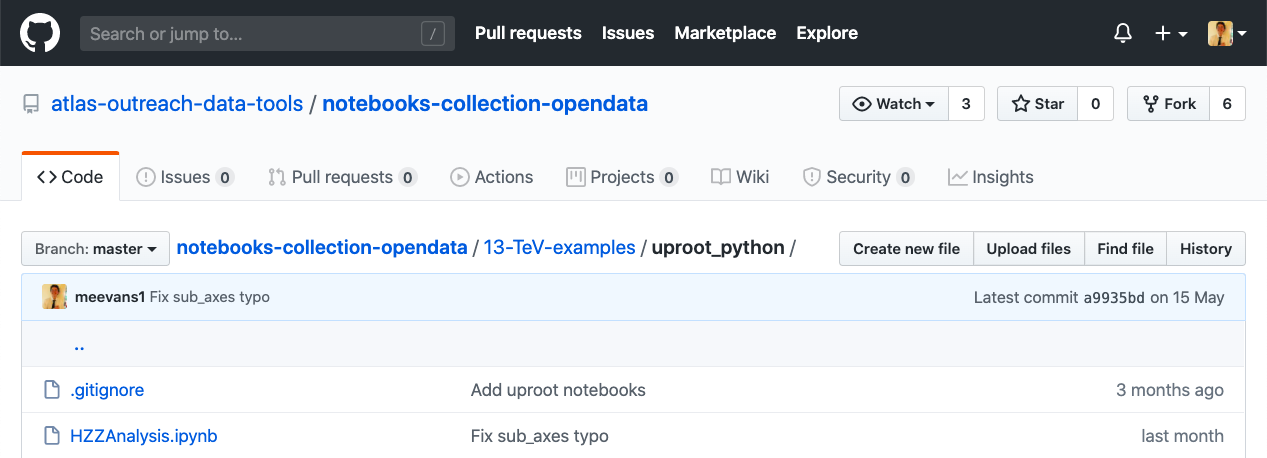 Search or jump to... / Pull requests Issues Marketplace Explore
atlas-outreach-data-tools / notebooks-collection-opendata Watch 3 Star 0 Fork 6
Code Issues 0 Pull requests 0 Actions Projects 0 Wiki Security 0 Insights
Branch: master notebooks-collection-opendata / 13-TeV-examples / uproot_python / Create new file Upload files Find file History
meevans1 Fix sub_axes typo Latest commit a9935bd on 15 May
..
.gitignore Add uproot notebooks 3 months ago
HZZAnalysis.ipynb Fix sub_axes typo last month